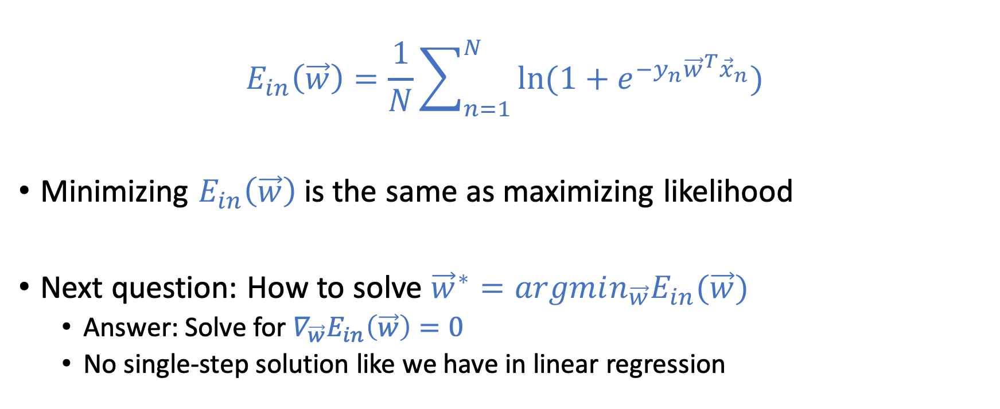 $E_{in}(\vec{w}) = \frac{1}{N} \sum_{n=1}^{N} \ln(1 + e^{-y_n \vec{w}^T \vec{x}_n})$
• Minimizing $E_{in}(\vec{w})$ is the same as maximizing likelihood
• Next question: How to solve $\vec{w}^* = argmin_{\vec{w}} E_{in}(\vec{w})$
• Answer: Solve for $\nabla_{\vec{w}} E_{in}(\vec{w}) = 0$
• No single-step solution like we have in linear regression